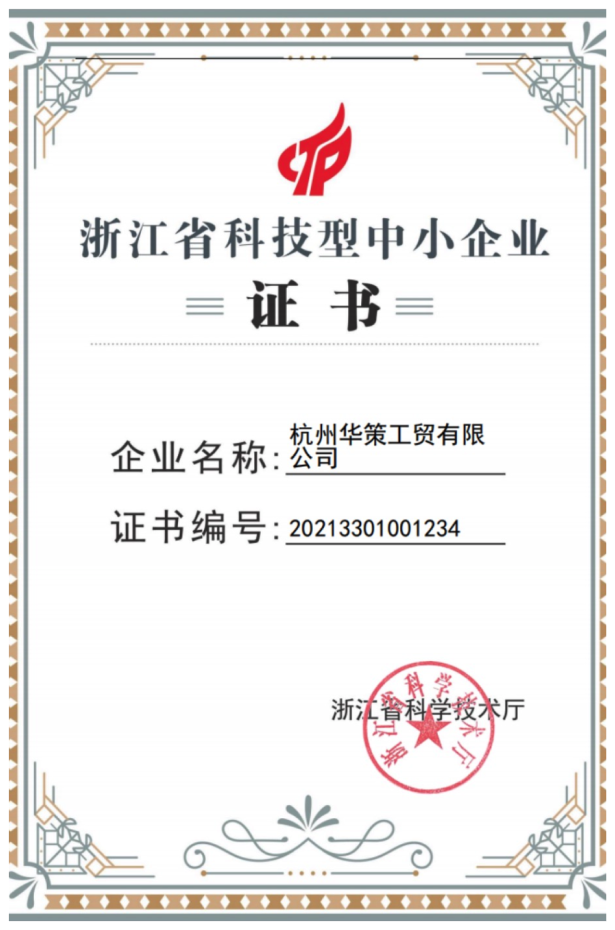 浙江省科技型中小企业
证书
企业名称：杭州华策工贸有限
公司
证书编号：20213301001234
浙江省科学技术厅
浙江省科学技术厅